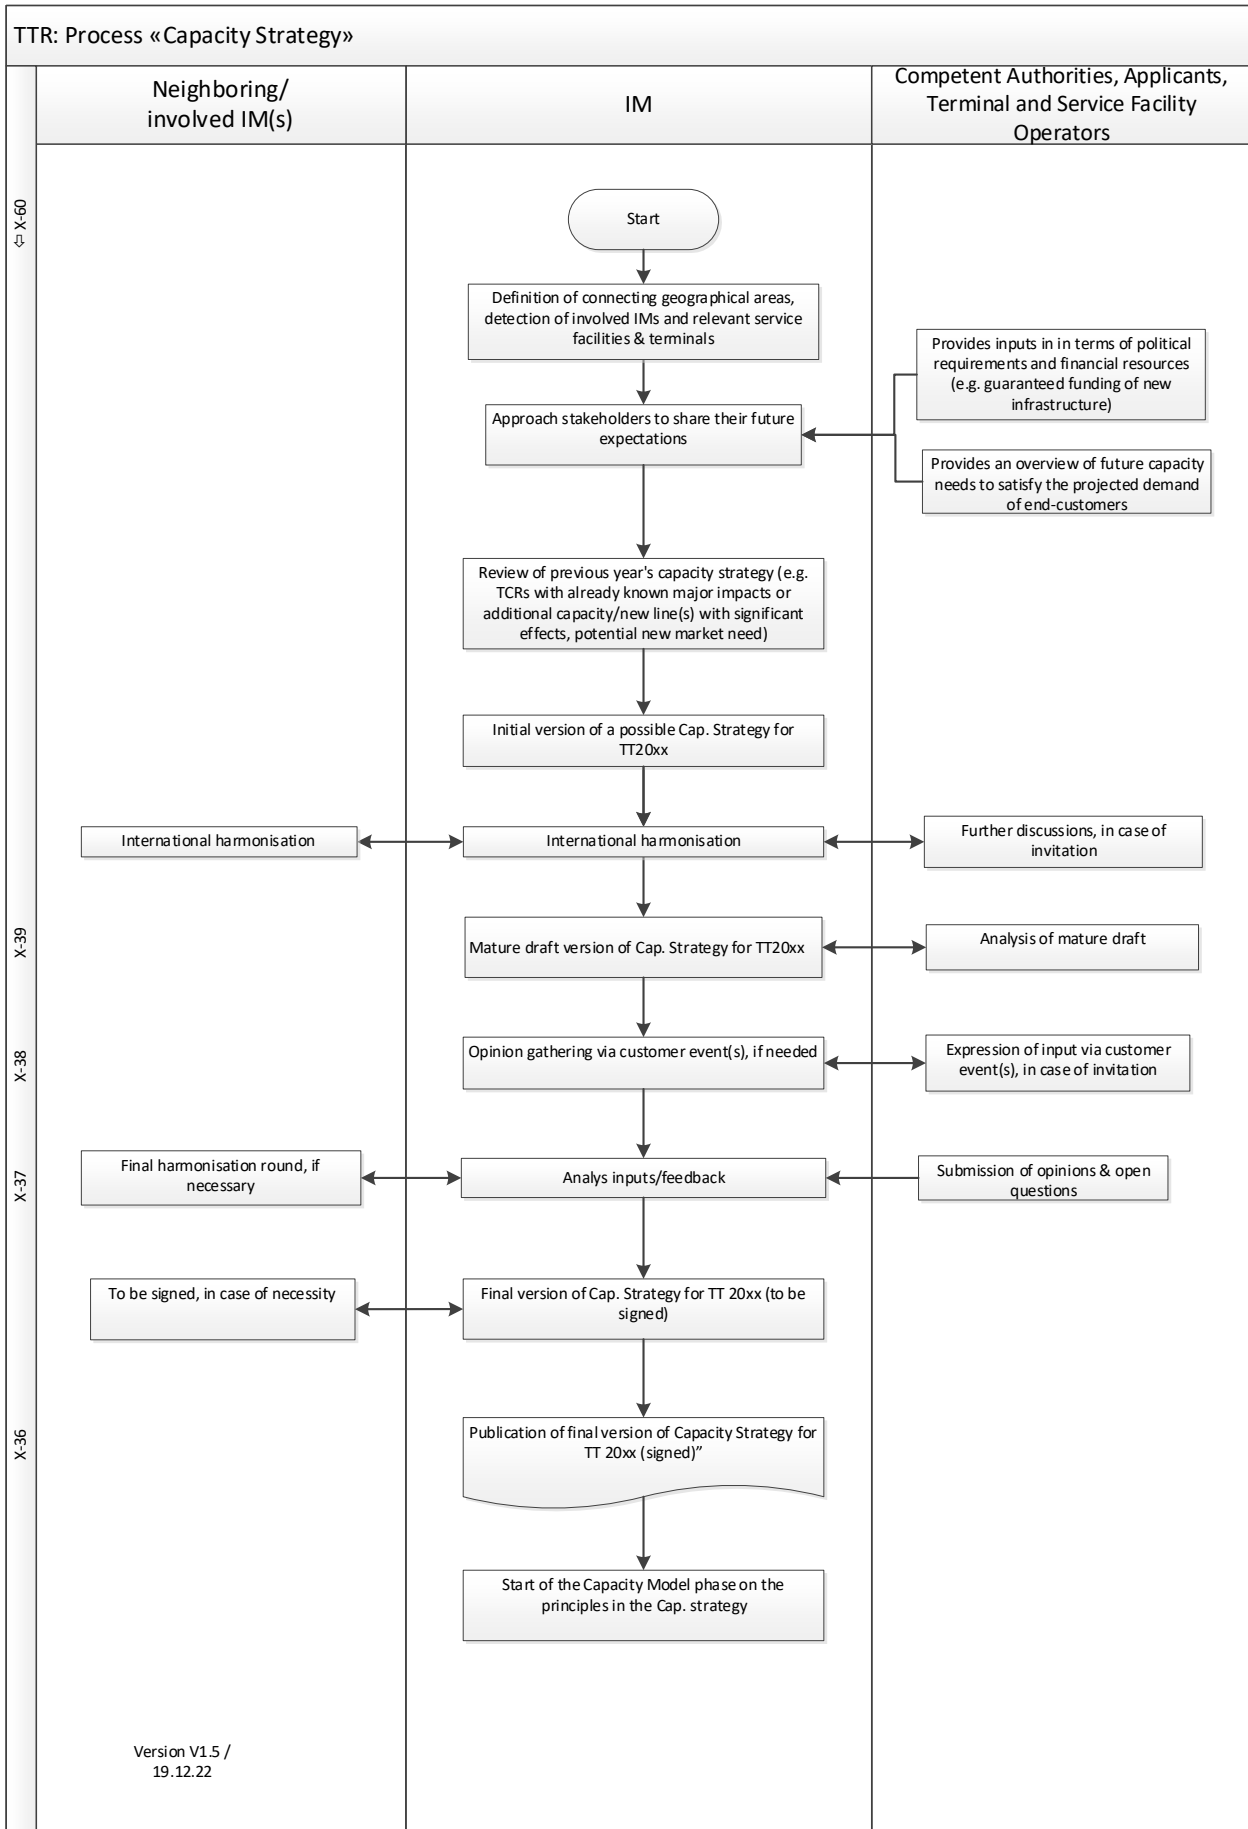 TTR: Process «Capacity Strategy»
Neighboring/
involved IM(s)
IM
Competent Authorities, Applicants,
Terminal and Service Facility
Operators
⇦ X-60
Start
Definition of connecting geographical areas,
detection of involved IMs and relevant service
facilities & terminals
Provides inputs in in terms of political
requirements and financial resources
(e.g. guaranteed funding of new
infrastructure)
Approach stakeholders to share their future
expectations
Provides an overview of future capacity
needs to satisfy the projected demand
of end-customers
Review of previous year's capacity strategy (e.g.
TCRs with already known major impacts or
additional capacity/new line(s) with significant
effects, potential new market need)
Initial version of a possible Cap. Strategy for
TT20xx
International harmonisation
International harmonisation
Further discussions, in case of
invitation
X-39
Mature draft version of Cap. Strategy for TT20xx
Analysis of mature draft
X-38
Opinion gathering via customer event(s), if needed
Expression of input via customer
event(s), in case of invitation
X-37
Final harmonisation round, if
necessary
Analys inputs/feedback
Submission of opinions & open
questions
To be signed, in case of necessity
Final version of Cap. Strategy for TT 20xx (to be
signed)
X-36
Publication of final version of Capacity Strategy for
TT 20xx (signed)”
Start of the Capacity Model phase on the
principles in the Cap. strategy
Version V1.5 /
19.12.22